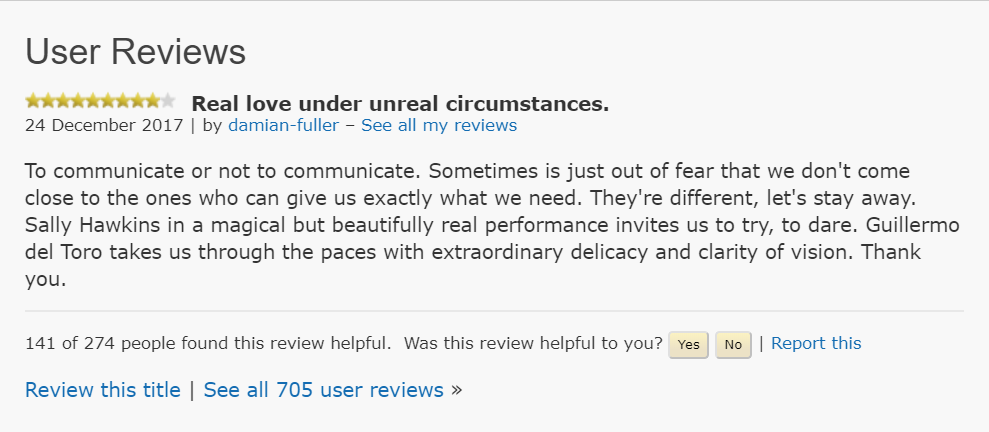 User Reviews
Real love under unreal circumstances.
24 December 2017 | by damian-fuller – See all my reviews
To communicate or not to communicate. Sometimes is just out of fear that we don't come
close to the ones who can give us exactly what we need. They're different, let's stay away.
Sally Hawkins in a magical but beautifully real performance invites us to try, to dare. Guillermo
del Toro takes us through the paces with extraordinary delicacy and clarity of vision. Thank
you.
141 of 274 people found this review helpful.  Was this review helpful to you? Yes No | Report this
Review this title | See all 705 user reviews »